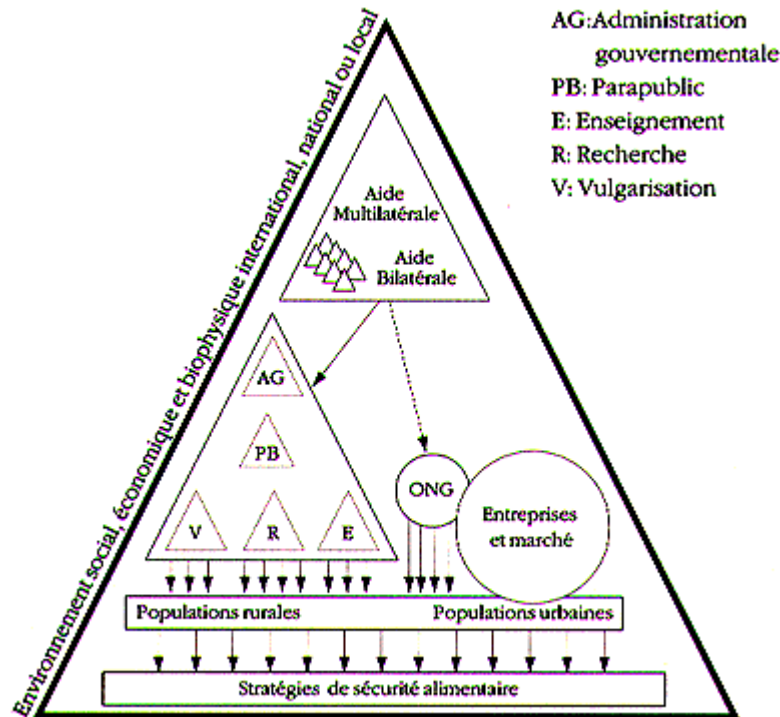 AG: Administration
gouvernementale
PB: Parapublic
E: Enseignement
R: Recherche
V: Vulgarisation
Environnement social, économique et biophysique international, national ou local
Aide
Multilatérale
Aide
Bilatérale
AG
PB
V R E
ONG
Entreprises
et marché
Populations rurales Populations urbaines
Stratégies de sécurité alimentaire